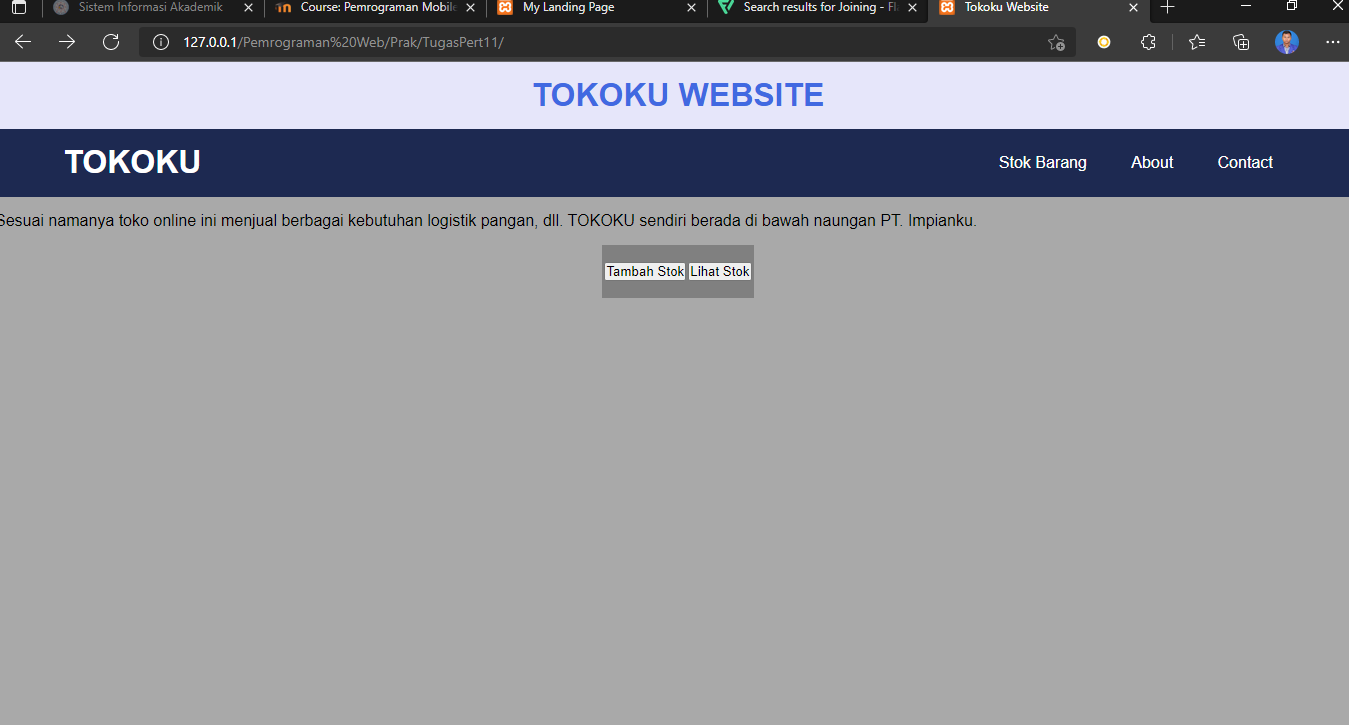 Sistem Informasi Akademik
Course: Pemrograman Mobile
My Landing Page
Search results for Joining - Fl
Tokoku Website
127.0.0.1/Pemrograman%20Web/Prak/TugasPert11/
TOKOKU WEBSITE
TOKOKU
Stok Barang
About
Contact
Sesuai namanya toko online ini menjual berbagai kebutuhan logistik pangan, dll. TOKOKU sendiri berada di bawah naungan PT. Impianku.
Tambah Stok
Lihat Stok